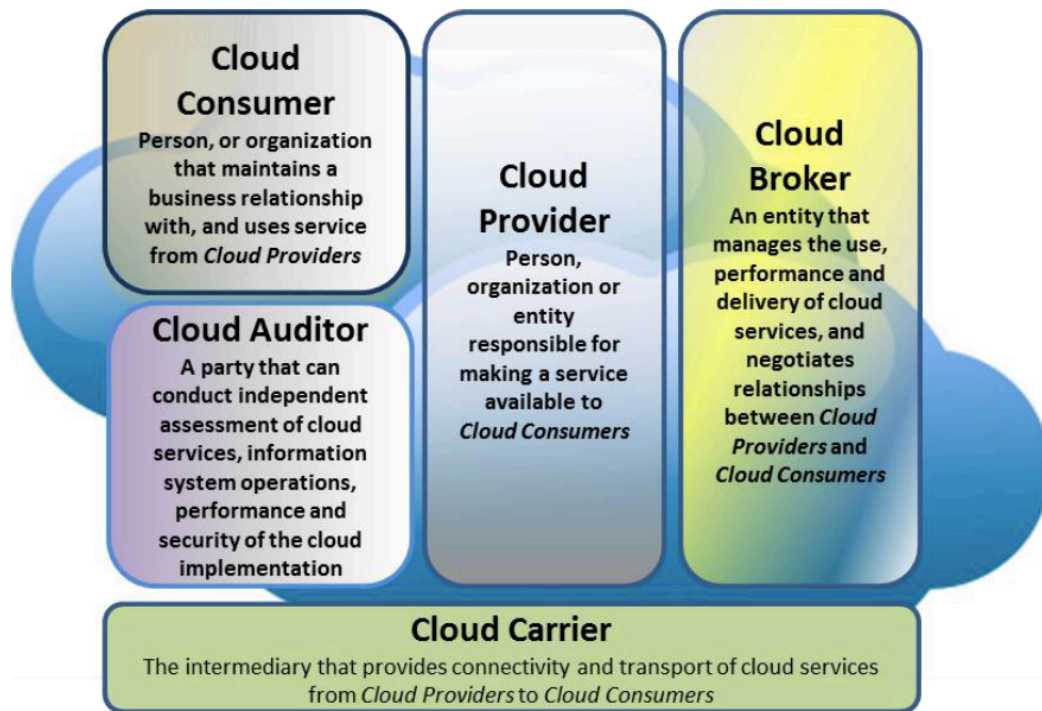 Cloud
Consumer
Person, or organization
that maintains a
business relationship
with, and uses service
from Cloud Providers
Cloud Auditor
A party that can
conduct independent
assessment of cloud
services, information
system operations,
performance and
security of the cloud
implementation
Cloud
Provider
Person,
organization or
entity
responsible for
making a service
available to
Cloud Consumers
Cloud
Broker
An entity that
manages the use,
performance and
delivery of cloud
services, and
negotiates
relationships
between Cloud
Providers and
Cloud Consumers
Cloud Carrier
The intermediary that provides connectivity and transport of cloud services
from Cloud Providers to Cloud Consumers